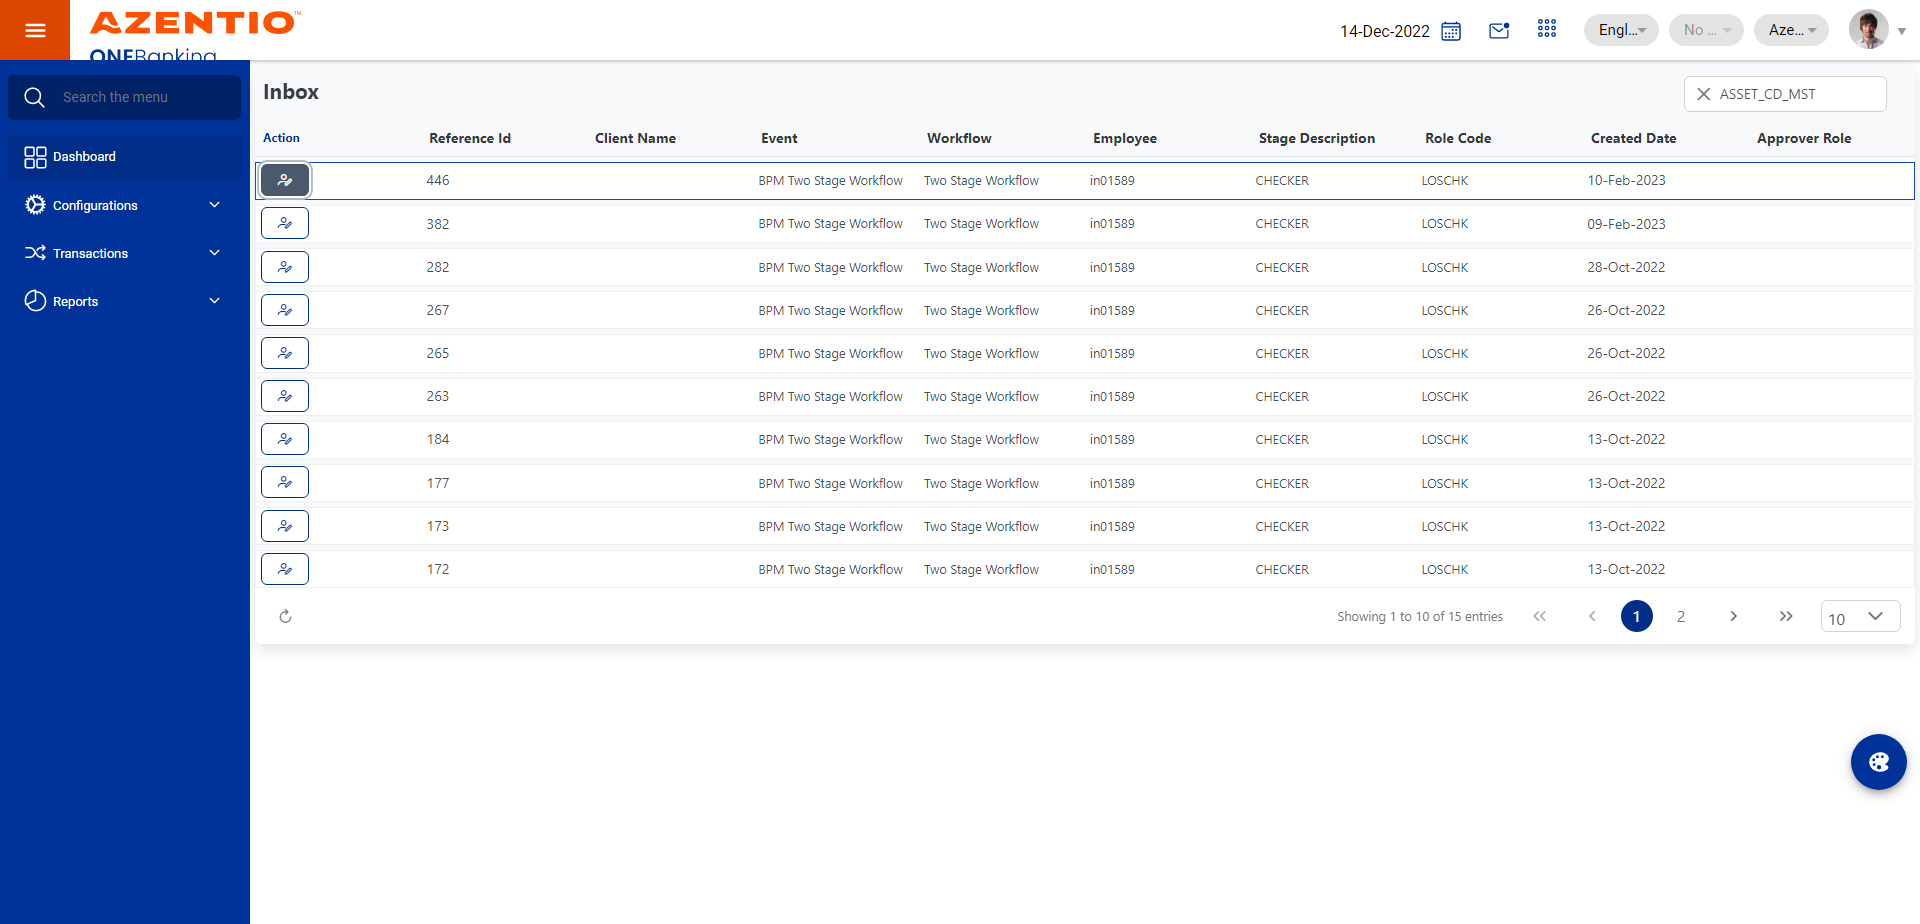 AZENTIO™
ONEBanking
14-Dec-2022
Engl...
No ...
Aze...
Search the menu
Dashboard
Configurations
Transactions
Reports
Inbox
ASSET_CD_MST
Action Reference Id Client Name Event Workflow Employee Stage Description Role Code Created Date Approver Role
446 BPM Two Stage Workflow Two Stage Workflow in01589 CHECKER LOSCHK 10-Feb-2023
382 BPM Two Stage Workflow Two Stage Workflow in01589 CHECKER LOSCHK 09-Feb-2023
282 BPM Two Stage Workflow Two Stage Workflow in01589 CHECKER LOSCHK 28-Oct-2022
267 BPM Two Stage Workflow Two Stage Workflow in01589 CHECKER LOSCHK 26-Oct-2022
265 BPM Two Stage Workflow Two Stage Workflow in01589 CHECKER LOSCHK 26-Oct-2022
263 BPM Two Stage Workflow Two Stage Workflow in01589 CHECKER LOSCHK 26-Oct-2022
184 BPM Two Stage Workflow Two Stage Workflow in01589 CHECKER LOSCHK 13-Oct-2022
177 BPM Two Stage Workflow Two Stage Workflow in01589 CHECKER LOSCHK 13-Oct-2022
173 BPM Two Stage Workflow Two Stage Workflow in01589 CHECKER LOSCHK 13-Oct-2022
172 BPM Two Stage Workflow Two Stage Workflow in01589 CHECKER LOSCHK 13-Oct-2022
Showing 1 to 10 of 15 entries 1 2 10